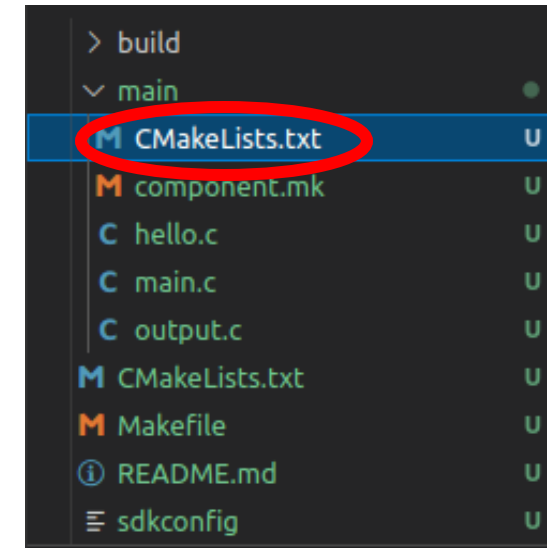 > build
main
M CMakeLists.txt U
M component.mk U
C hello.c U
C main.c U
C output.c U
M CMakeLists.txt U
M Makefile U
README.md U
sdkconfig U